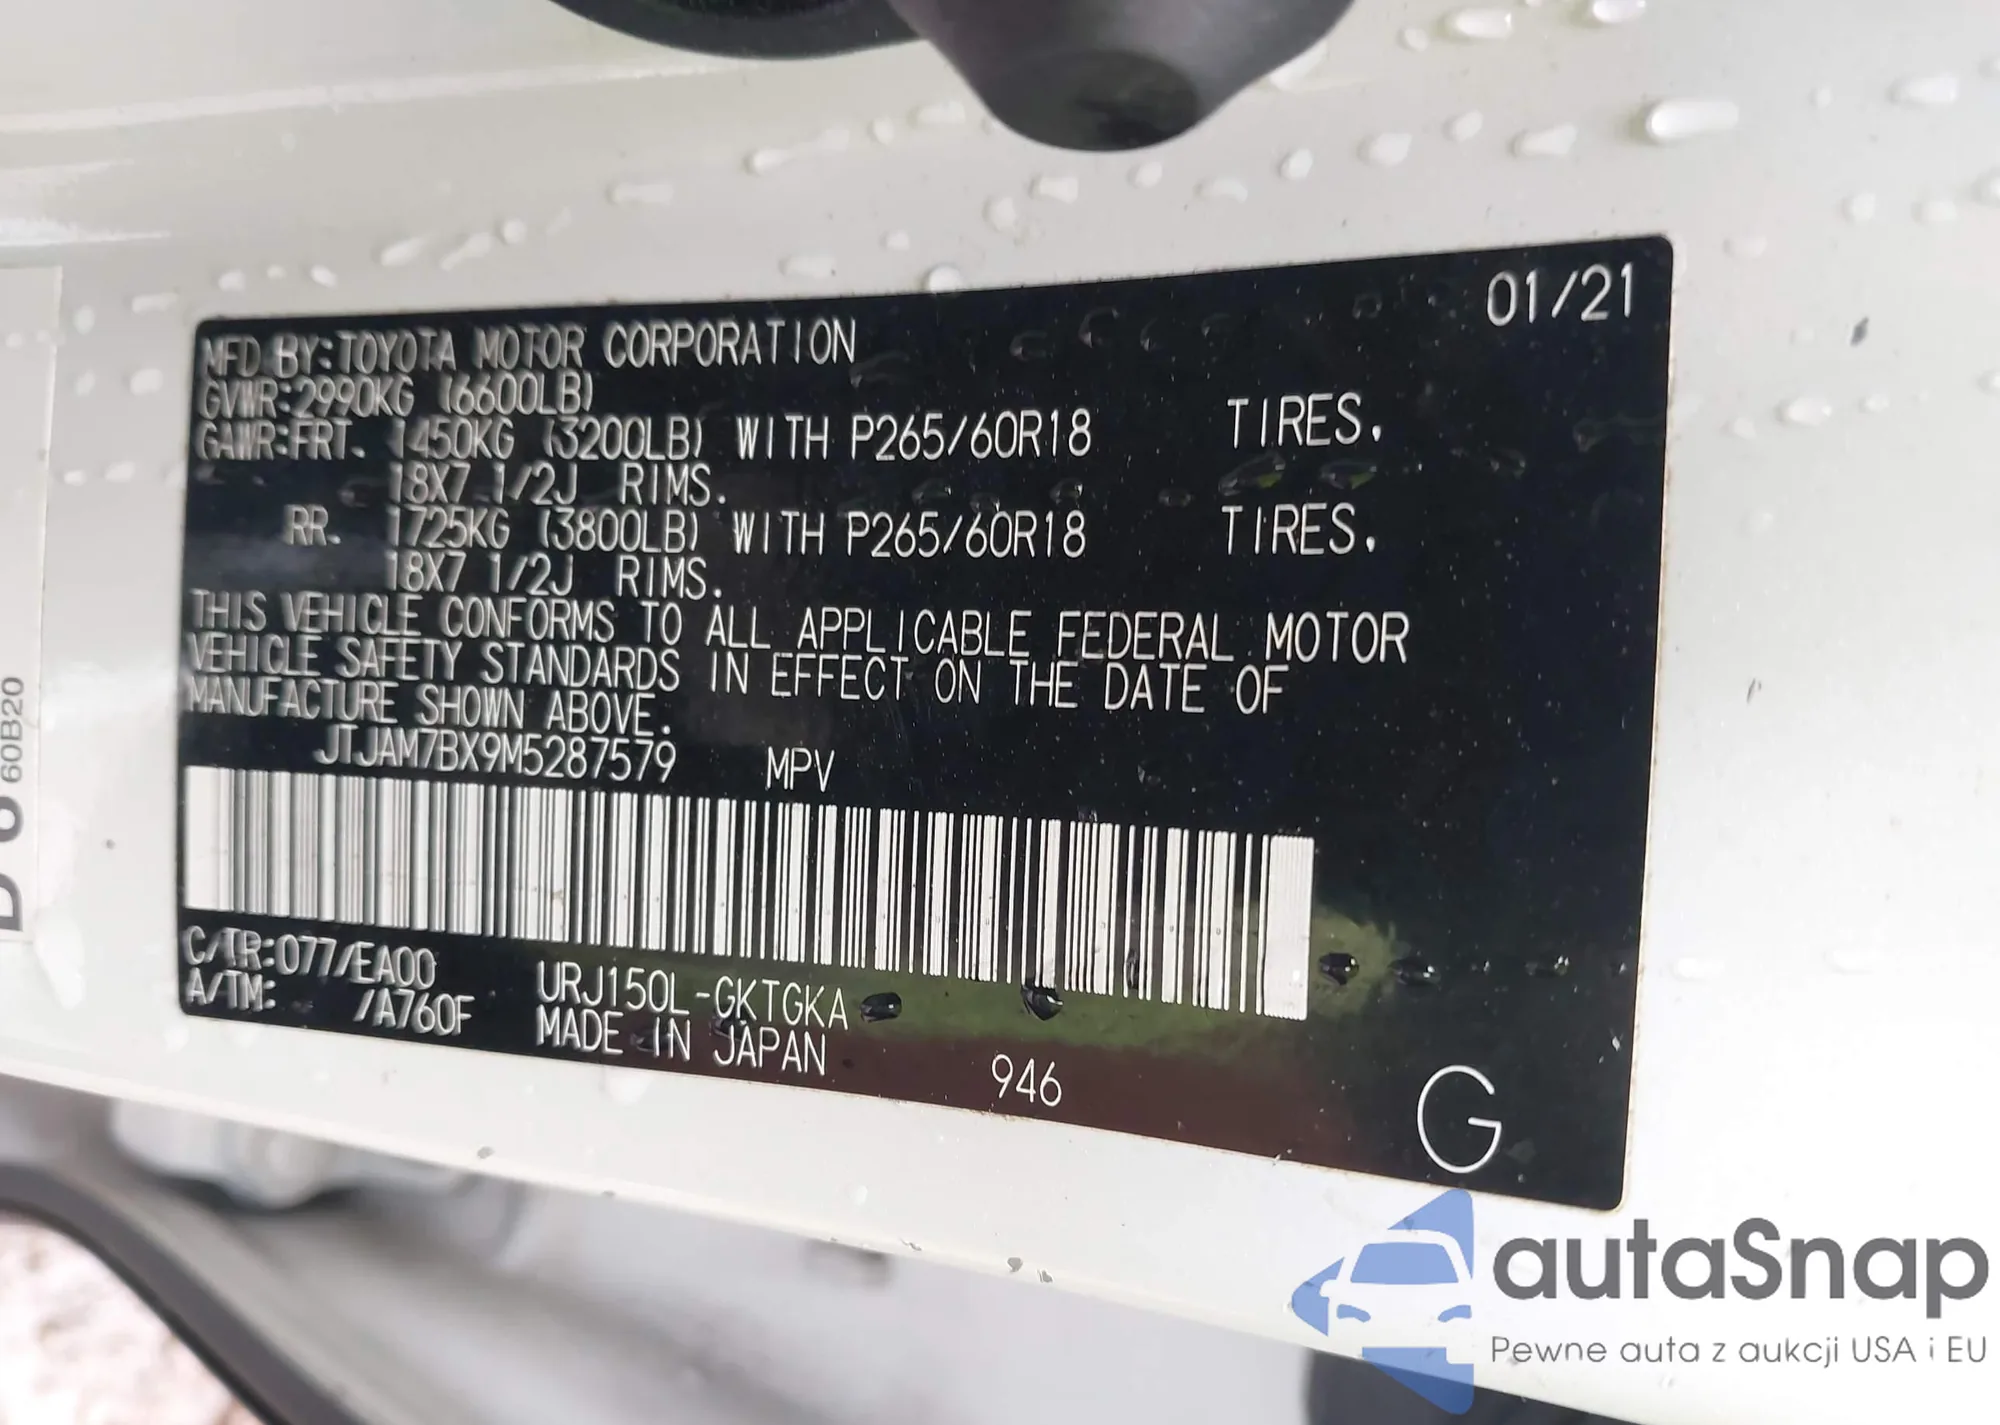 01/21
MFD BY:TOYOTA MOTOR CORPORATION
GVWR:2990KG (6600LB)
GAWR:FRT. 1450KG (3200LB) WITH P265/60R18 TIRES.
18X7 1/2J RIMS.
RR. 1725KG (3800LB) WITH P265/60R18 TIRES.
18X7 1/2J RIMS.
THIS VEHICLE CONFORMS TO ALL APPLICABLE FEDERAL MOTOR
VEHICLE SAFETY STANDARDS IN EFFECT ON THE DATE OF
MANUFACTURE SHOWN ABOVE.
JTJAM7BX9M5287579 MPV
C/TR:077/EA00 URJ150L-GKTGKA
A/TM: /A760F MADE IN JAPAN 946
G
60B20
autaSnap
Pewne auta z aukcji USA i EU